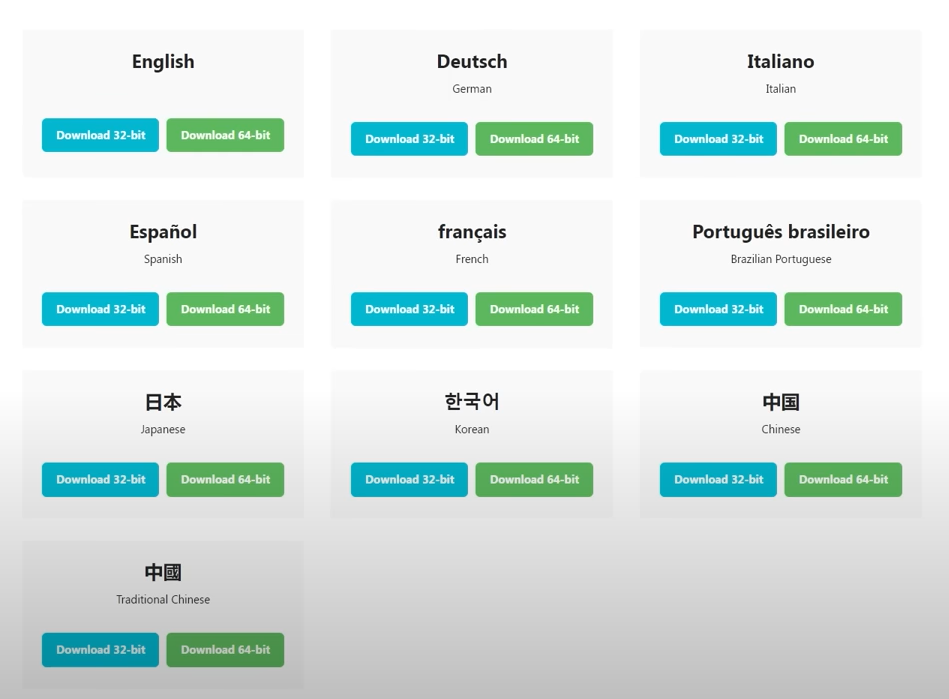 English
Download 32-bit Download 64-bit
Deutsch
German
Download 32-bit Download 64-bit
Italiano
Italian
Download 32-bit Download 64-bit
Español
Spanish
Download 32-bit Download 64-bit
français
French
Download 32-bit Download 64-bit
Português brasileiro
Brazilian Portuguese
Download 32-bit Download 64-bit
日本
Japanese
Download 32-bit Download 64-bit
한국어
Korean
Download 32-bit Download 64-bit
中国
Chinese
Download 32-bit Download 64-bit
中國
Traditional Chinese
Download 32-bit Download 64-bit